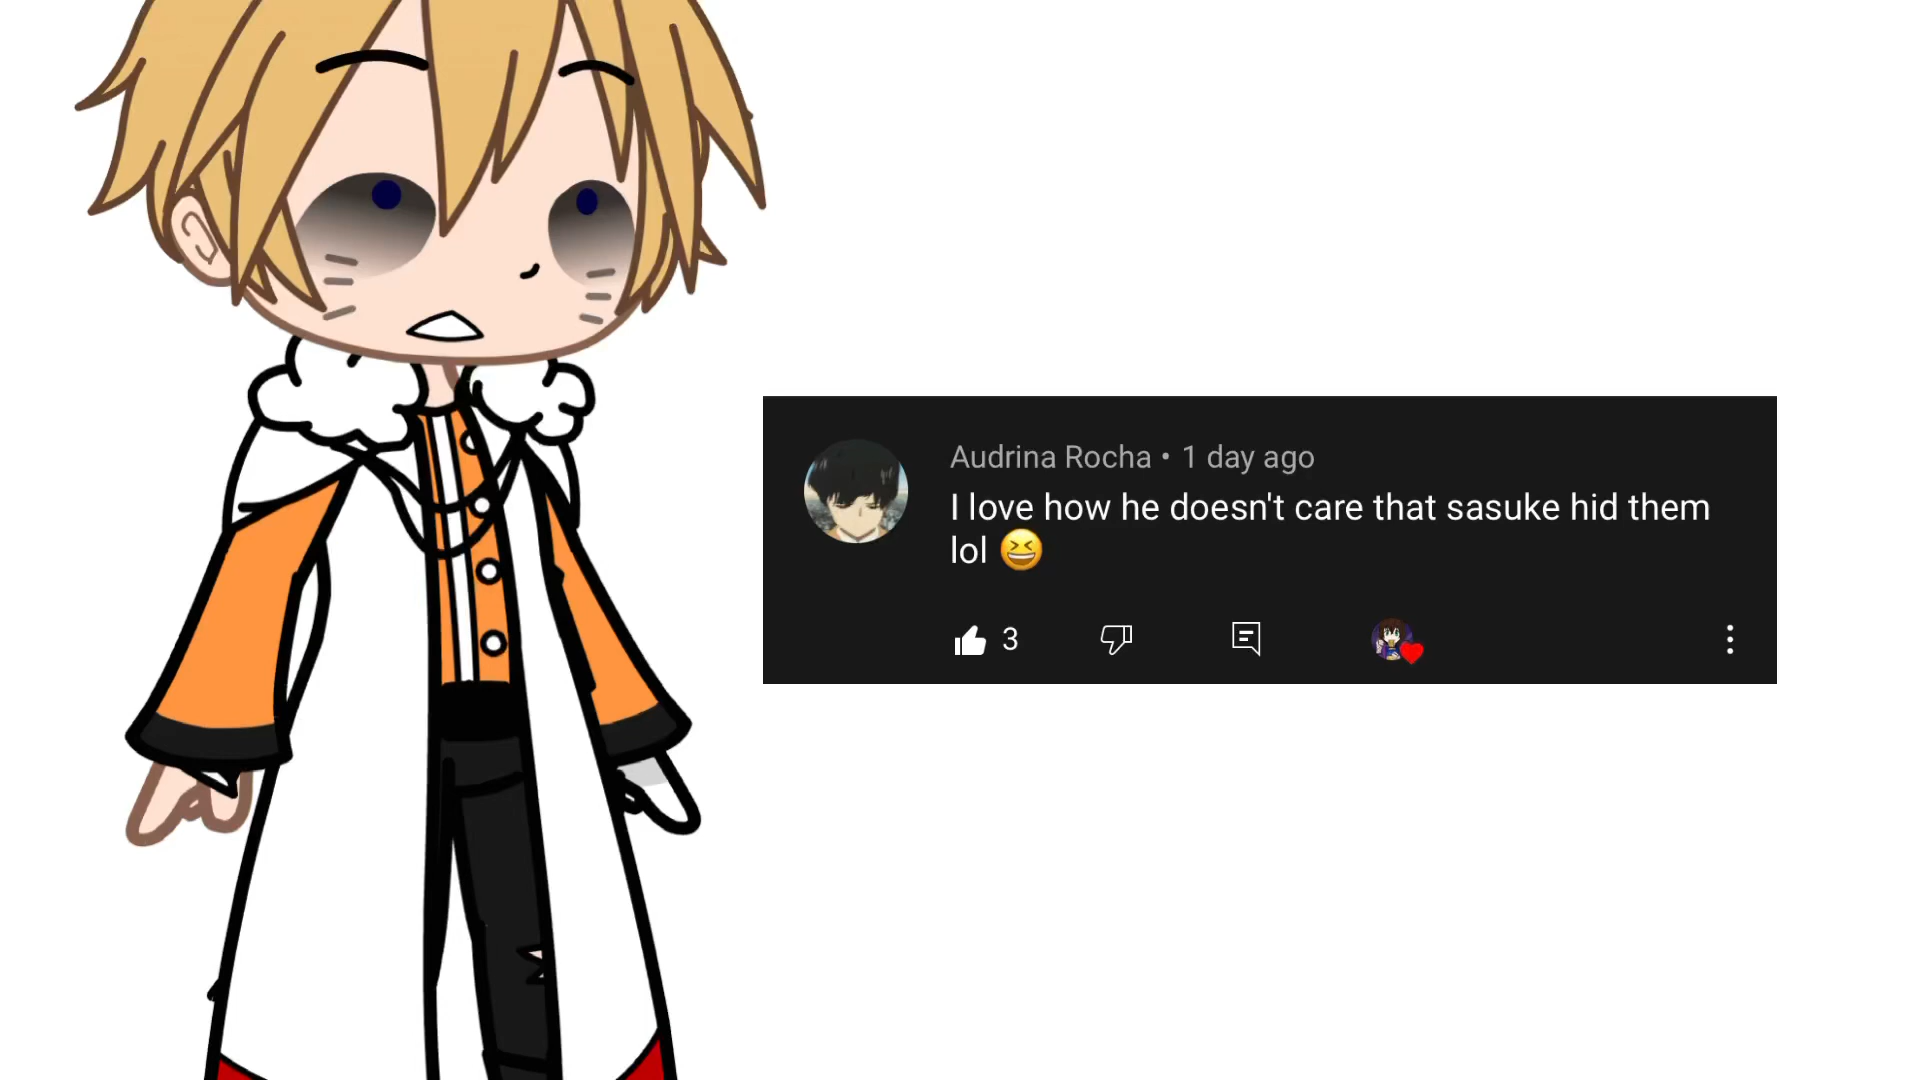 Audrina Rocha • 1 day ago
I love how he doesn't care that sasuke hid them
lol 😆
3